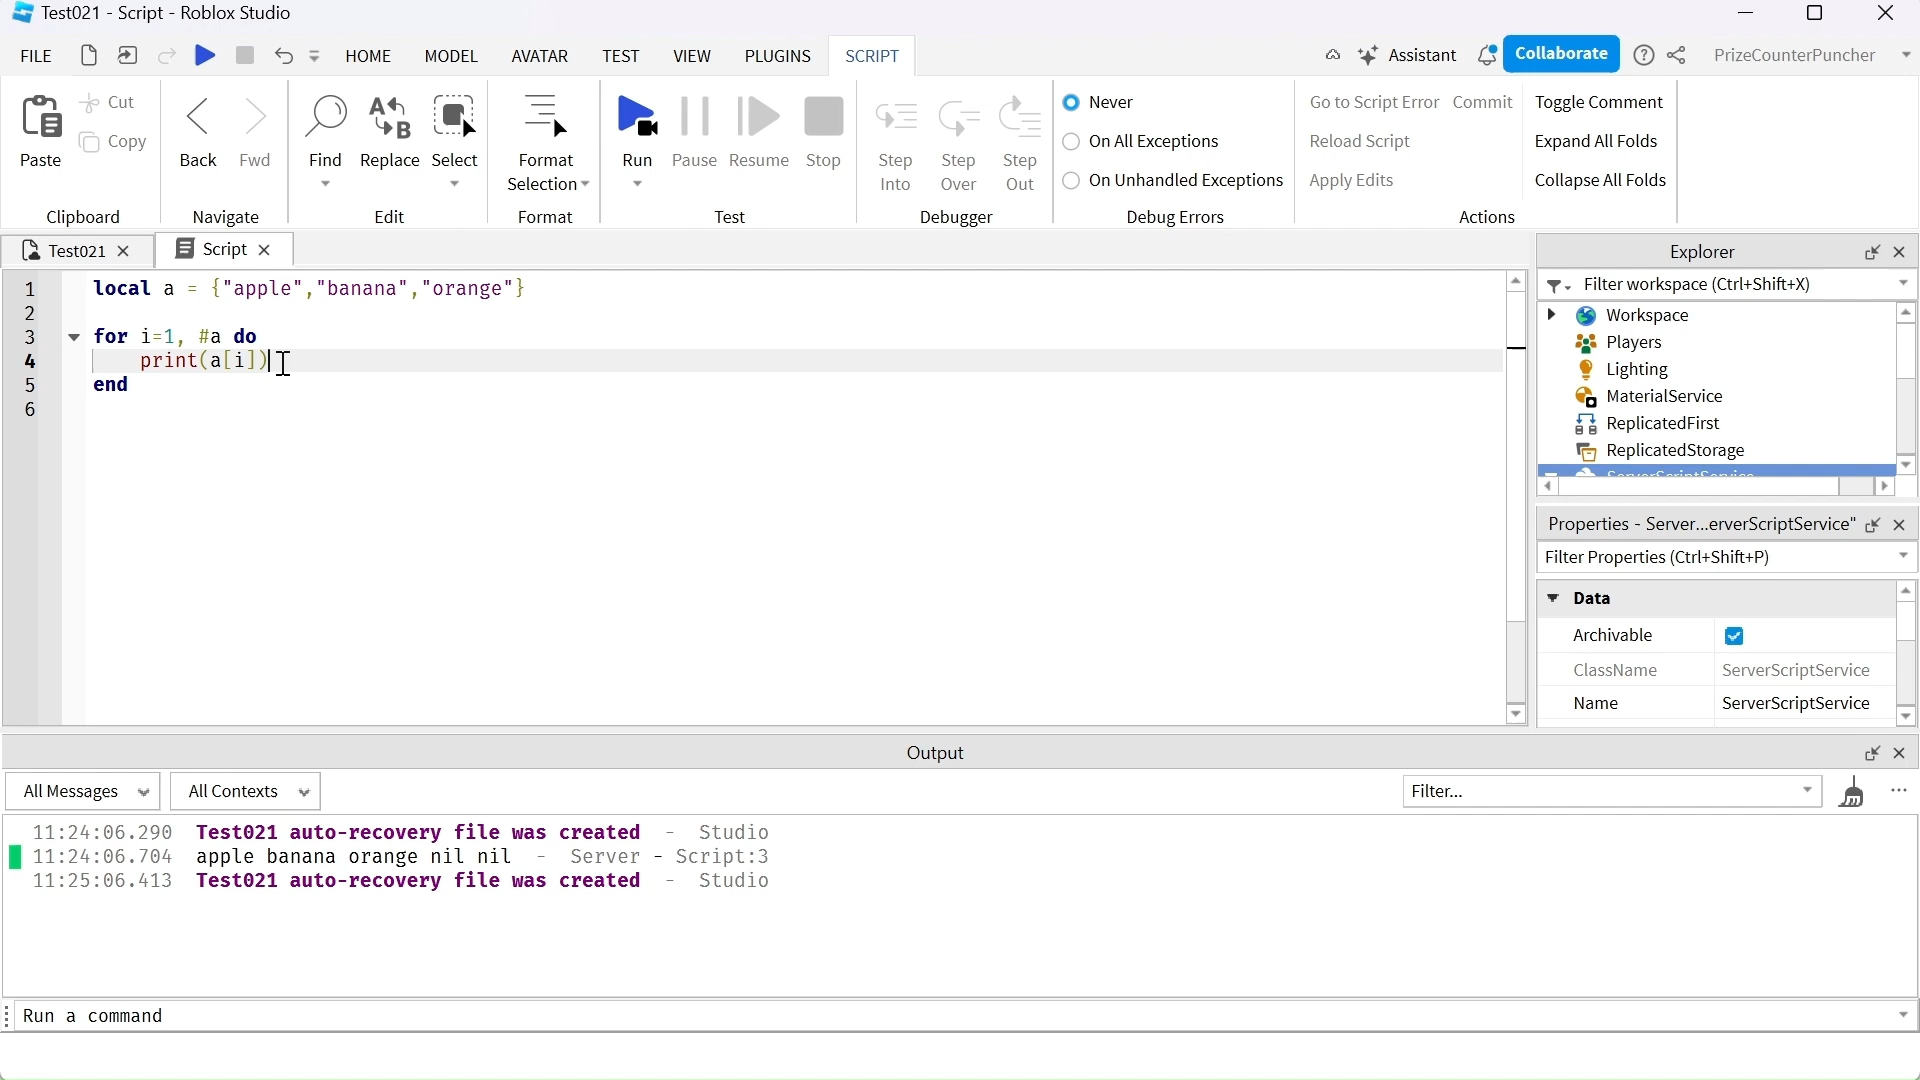 Test021 - Script - Roblox Studio
FILE HOME MODEL AVATAR TEST VIEW PLUGINS SCRIPT Assistant Collaborate PrizeCounterPuncher
Paste Cut Copy
Clipboard
Back Fwd
Navigate
Find Replace Select
Edit
Format Selection
Format
Run Pause Resume Stop
Test
Step Into Step Over Step Out
Debugger
Never
On All Exceptions
On Unhandled Exceptions
Debug Errors
Go to Script Error Commit Toggle Comment
Reload Script Expand All Folds
Apply Edits Collapse All Folds
Actions
Test021 Script
1 local a = {"apple","banana","orange"}
2
3 for i=1, #a do
4 print(a[i])
5 end
6
Explorer
Filter workspace (Ctrl+Shift+X)
Workspace
Players
Lighting
MaterialService
ReplicatedFirst
ReplicatedStorage
Properties - Server...erverScriptService"
Filter Properties (Ctrl+Shift+P)
Data
Archivable
ClassName ServerScriptService
Name ServerScriptService
Output
All Messages All Contexts Filter...
11:24:06.290 Test021 auto-recovery file was created - Studio
11:24:06.704 apple banana orange nil nil - Server - Script:3
11:25:06.413 Test021 auto-recovery file was created - Studio
Run a command